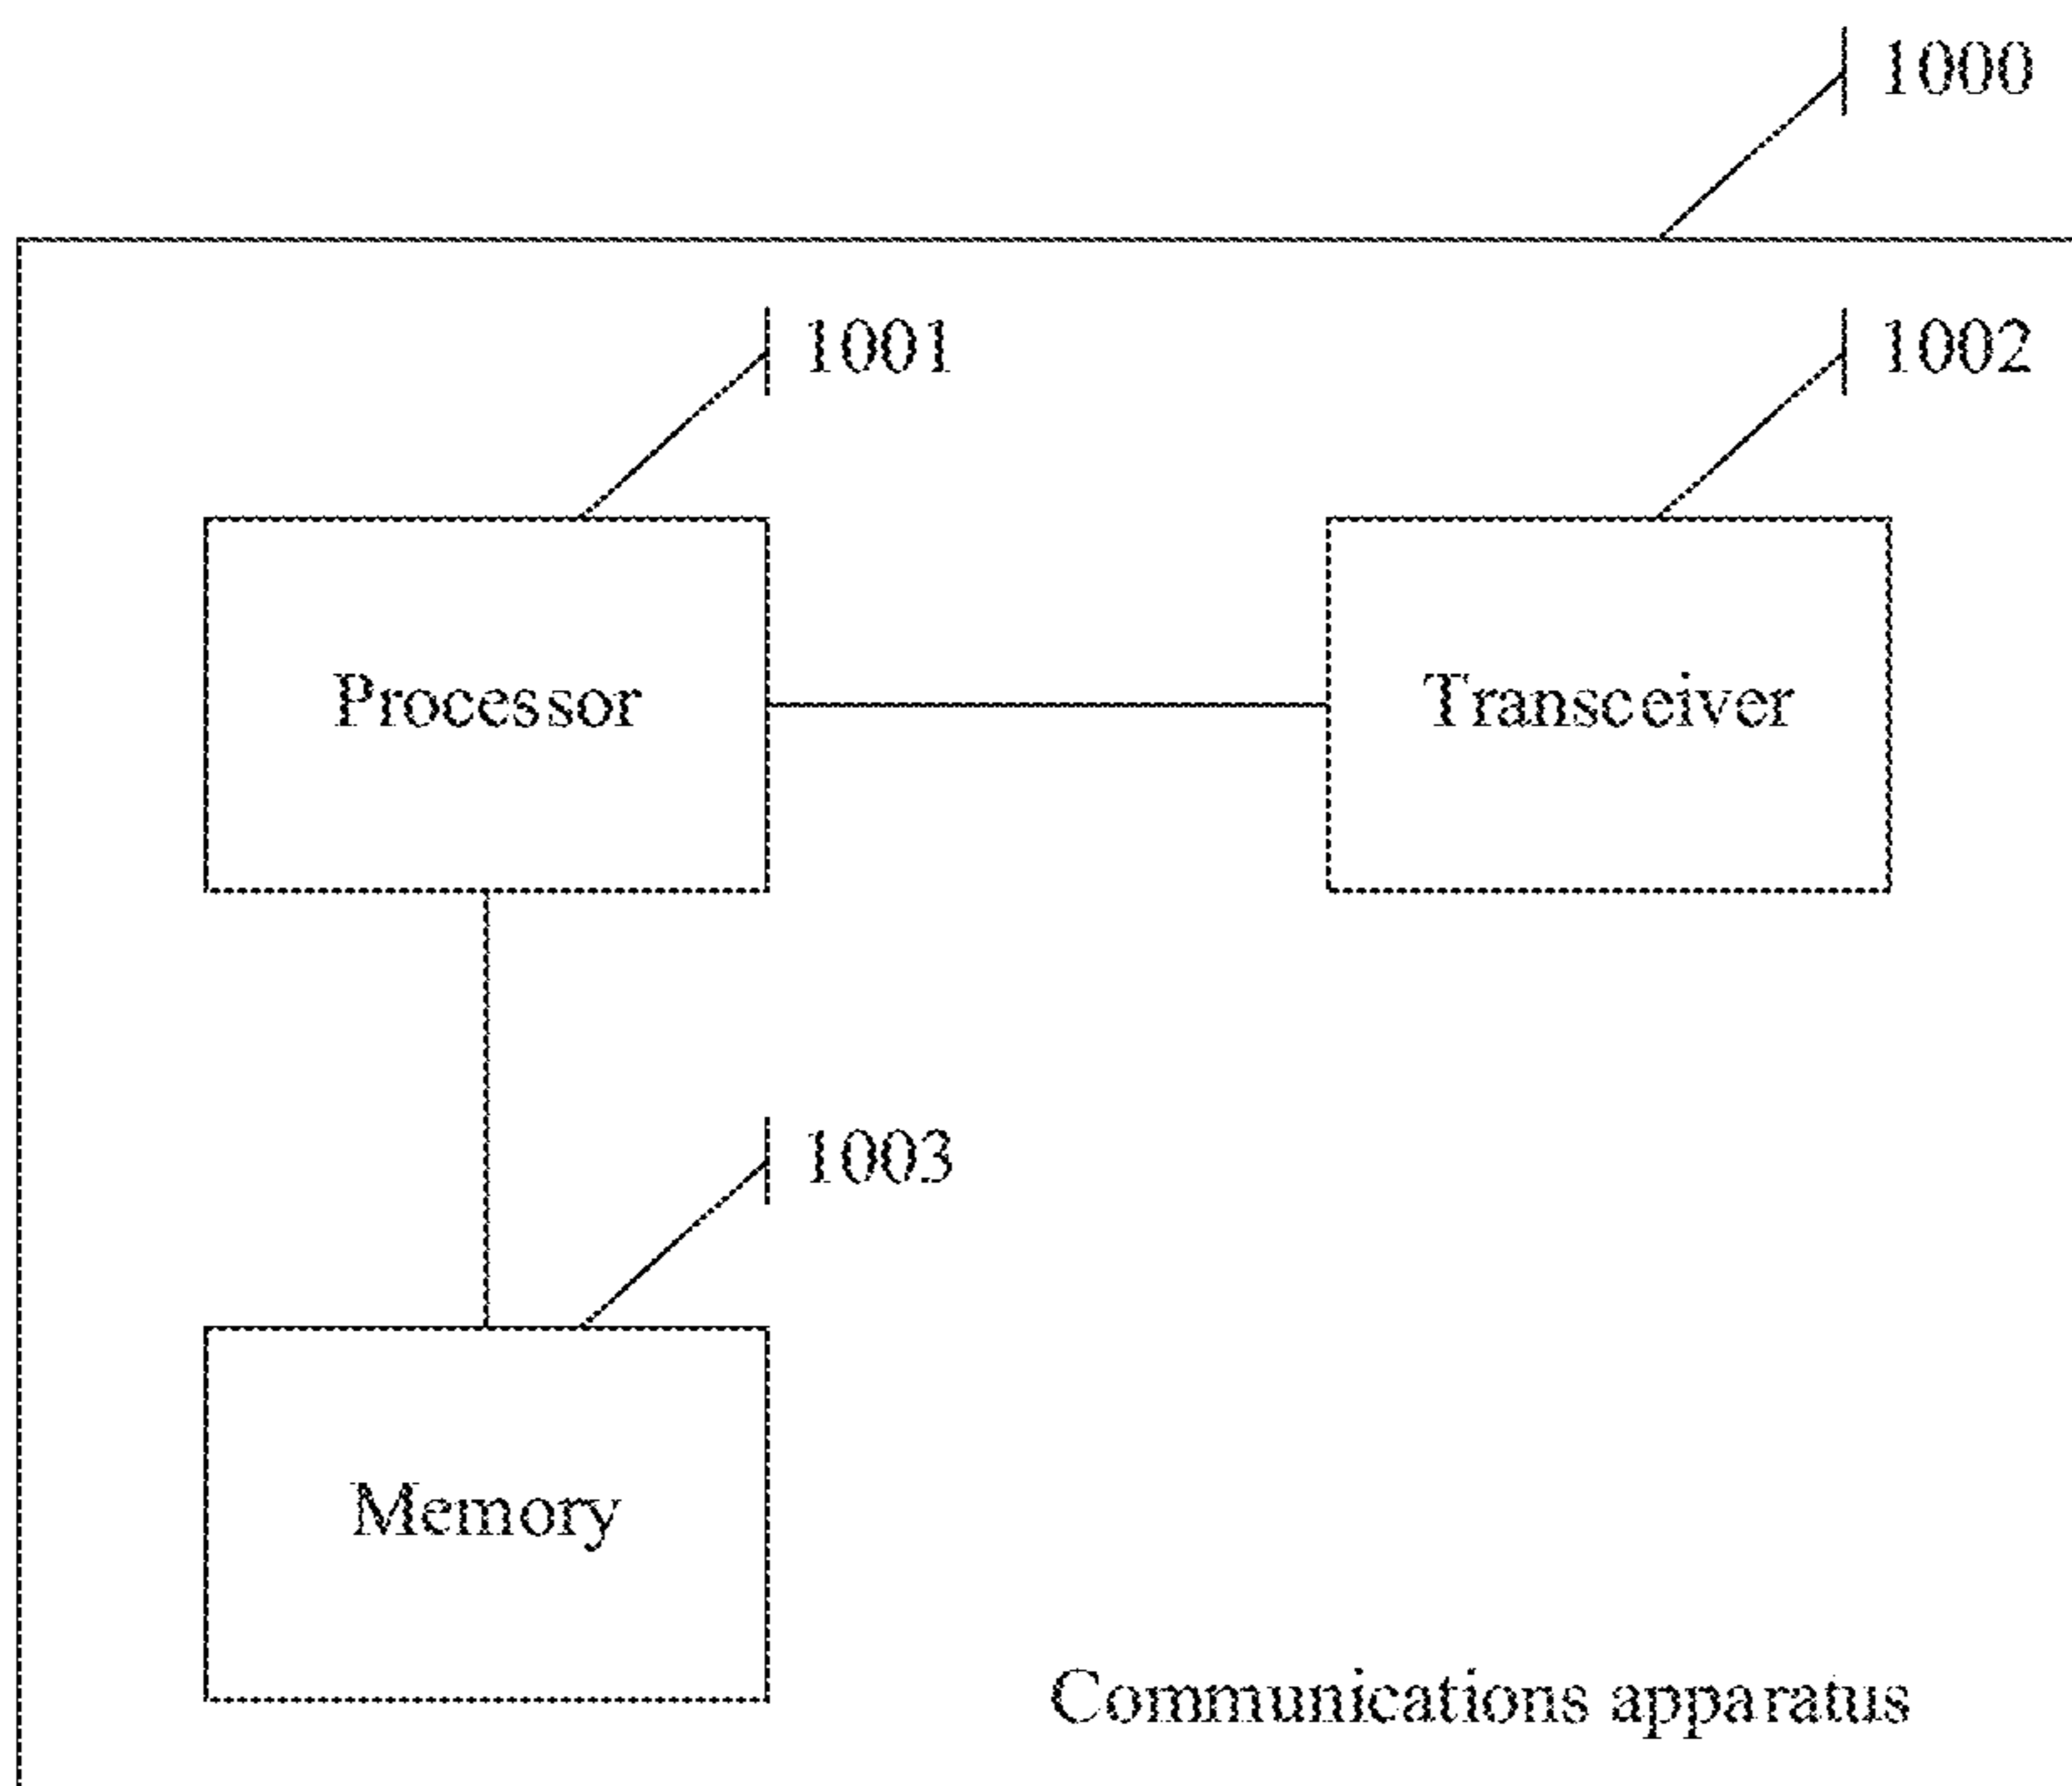 1000
1001
1002
Processor
Transceiver
1003
Memory
Communications apparatus